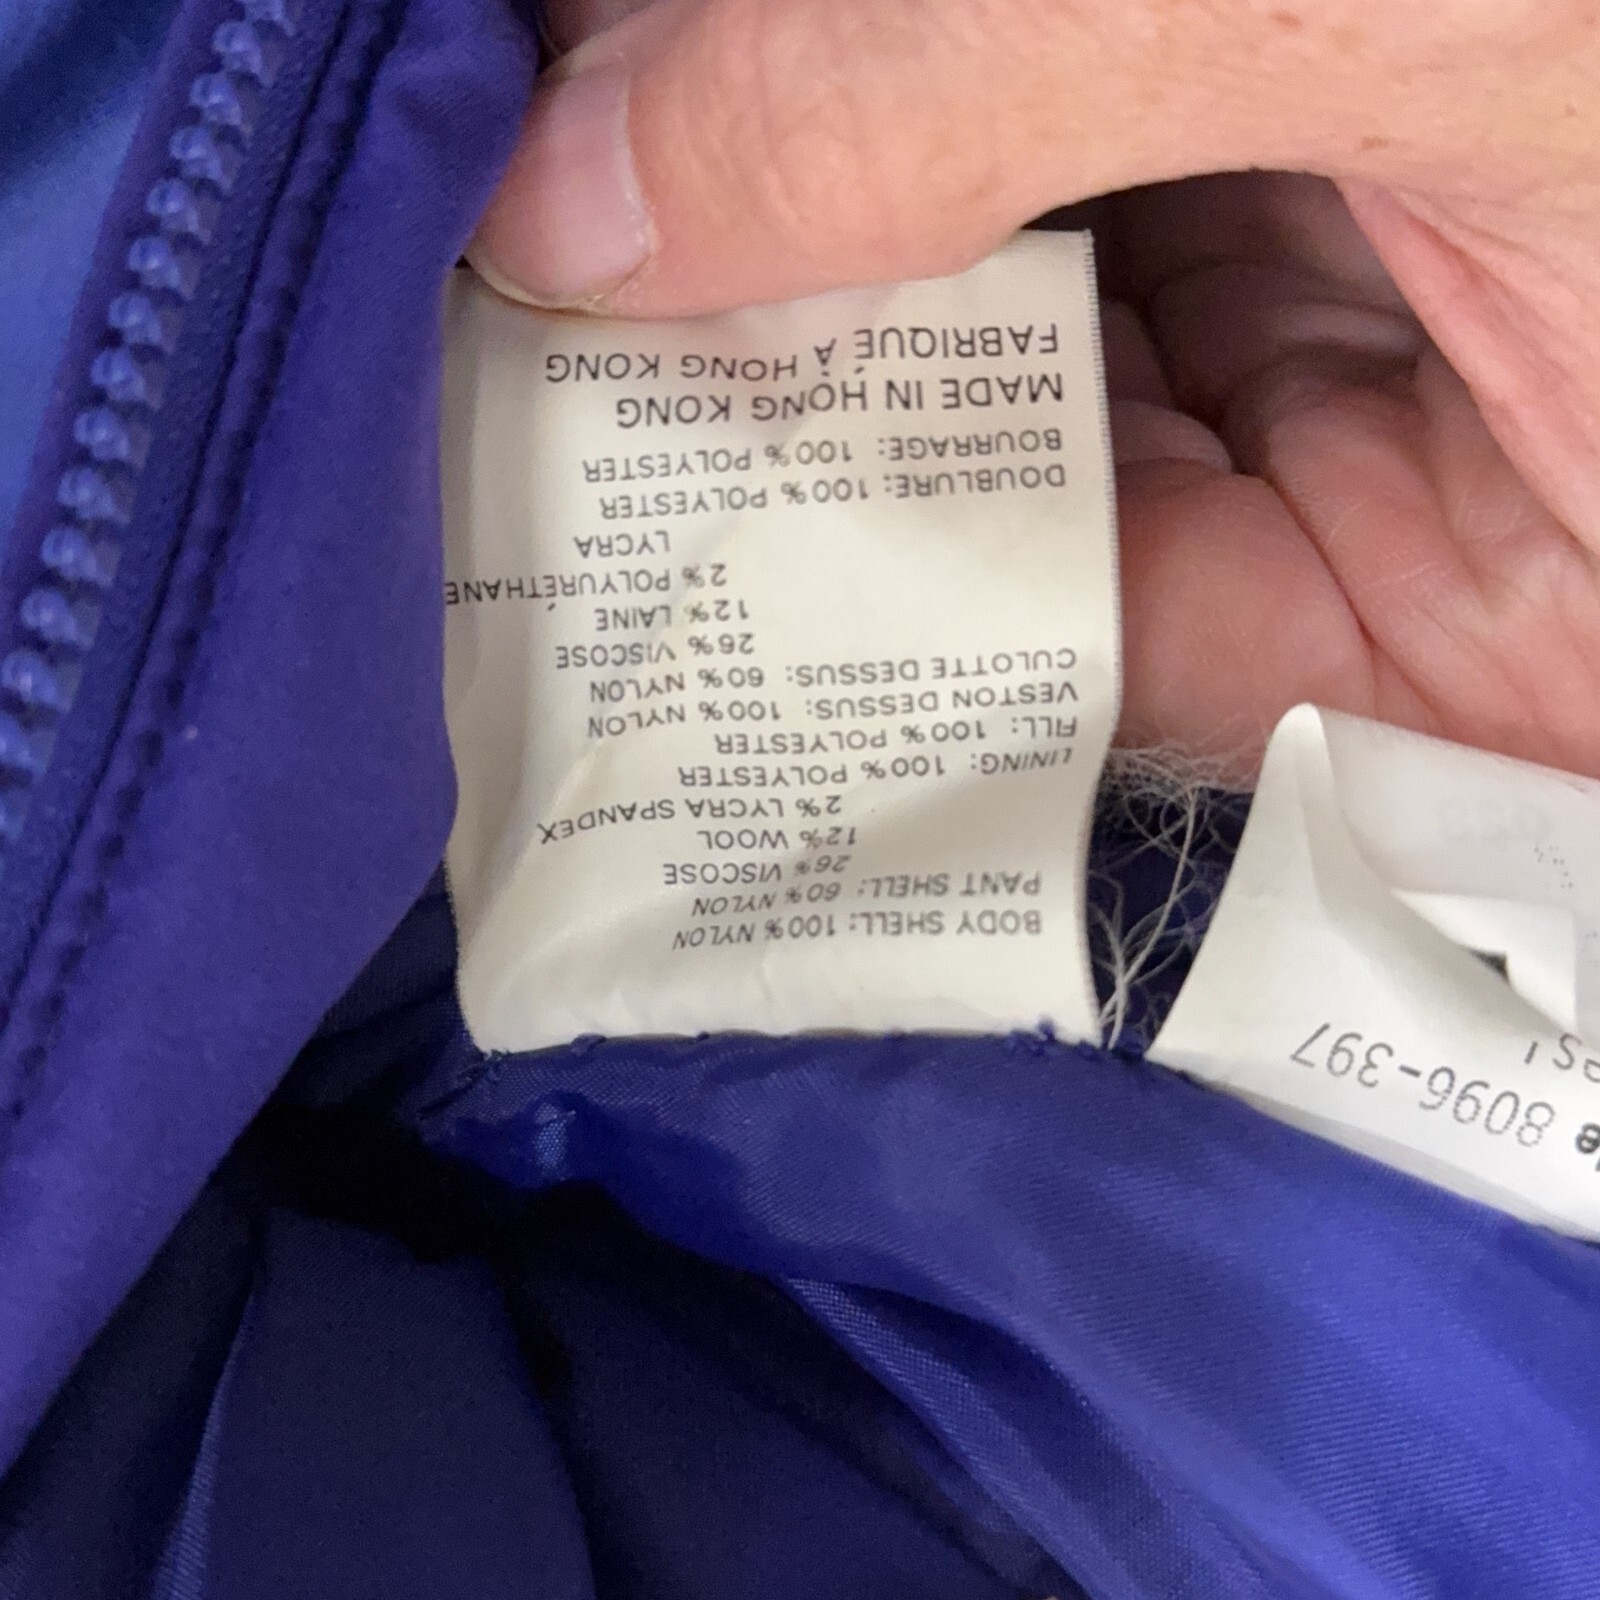 BODY SHELL: 100% NYLON
PANT SHELL: 60% NYLON
26% VISCOSE
12% WOOL
2% LYCRA SPANDEX
LINING: 100% POLYESTER
FILL: 100% POLYESTER
VESTON DESSUS: 100% NYLON
CULOTTE DESSUS: 60% NYLON
26% VISCOSE
12% LAINE
2% POLYURÉTHANE
LYCRA
DOUBLURE: 100% POLYESTER
BOURRAGE: 100% POLYESTER
MADE IN HONG KONG
FABRIQUÉ À HONG KONG
8096-397